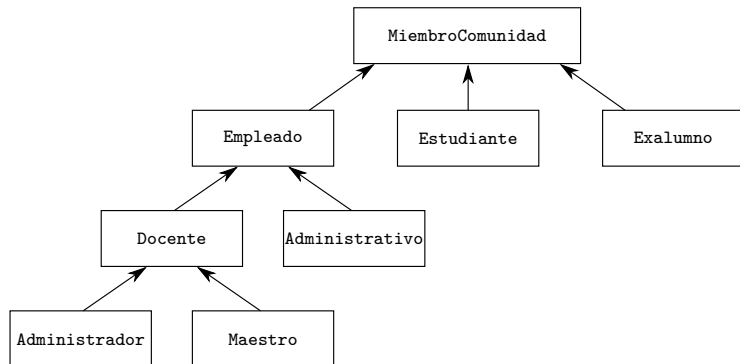 MiembroComunidad
Empleado
Estudiante
Exalumno
Docente
Administrativo
Administrador
Maestro